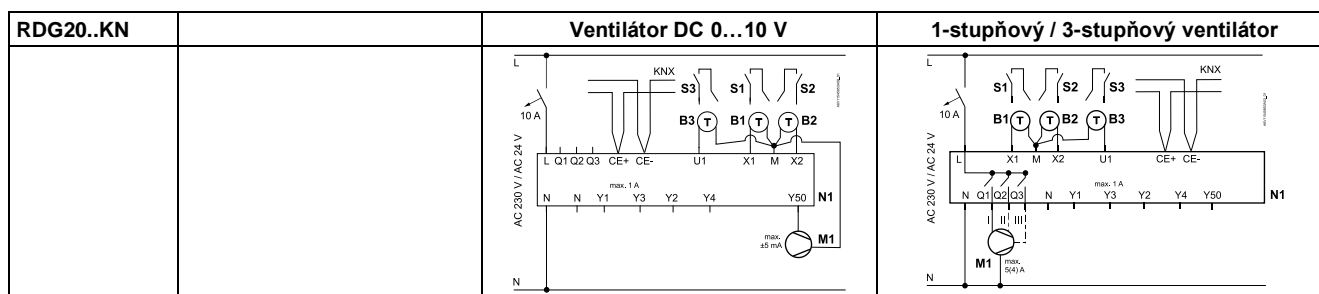 RDG20..KN
Ventilátor DC 0…10 V
1-stupňový / 3-stupňový ventilátor
L
KNX
S3 S1 S2
10 A
B3 T B1 T T B2
AC 230 V / AC 24 V
L Q1 Q2 Q3 CE+ CE- U1 X1 M X2
max. 1 A
N N Y1 Y3 Y2 Y4 Y50 N1
max.
±5 mA
M1
N
L
KNX
S1 S2 S3
10 A
B1 T T B2 T B3
AC 230 V / AC 24 V
L X1 M X2 U1 CE+ CE-
max. 1 A
N Q1 Q2 Q3 N Y1 Y3 Y2 Y4 Y50 N1
I II III
M1
max.
5(4) A
N